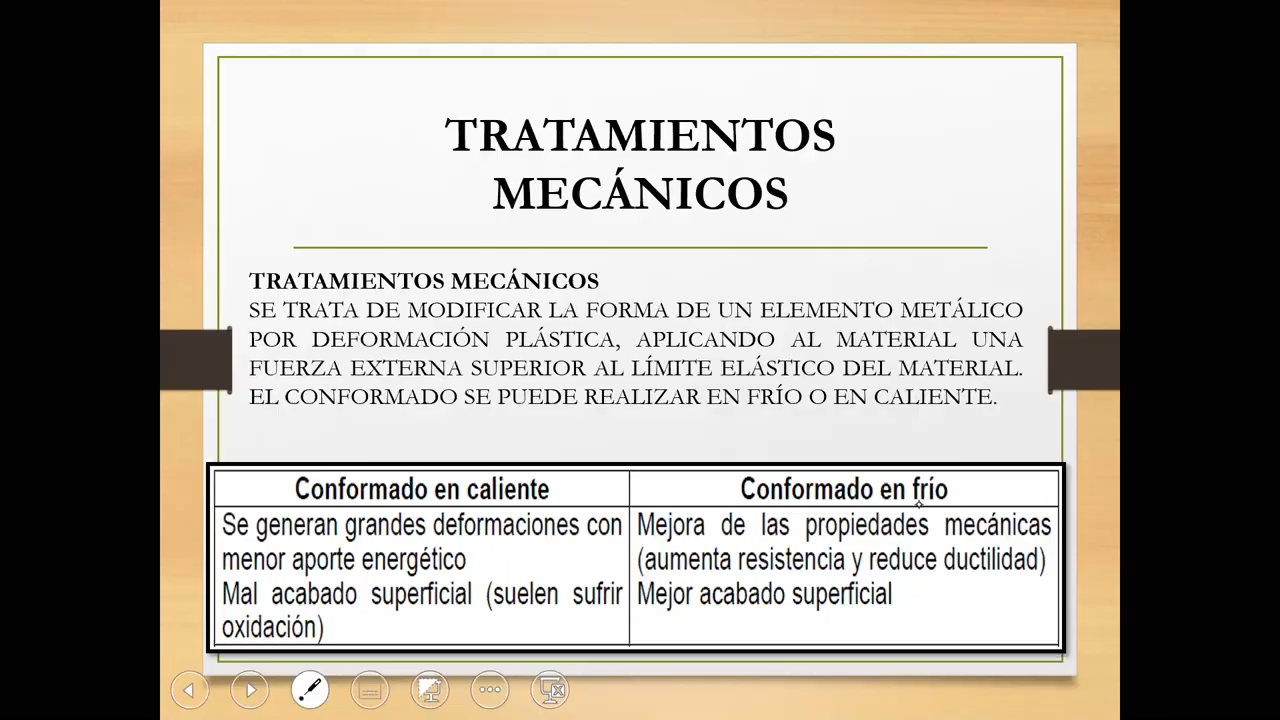 TRATAMIENTOS
MECÁNICOS
TRATAMIENTOS MECÁNICOS
SE TRATA DE MODIFICAR LA FORMA DE UN ELEMENTO METÁLICO
POR DEFORMACIÓN PLÁSTICA, APLICANDO AL MATERIAL UNA
FUERZA EXTERNA SUPERIOR AL LÍMITE ELÁSTICO DEL MATERIAL.
EL CONFORMADO SE PUEDE REALIZAR EN FRÍO O EN CALIENTE.
Conformado en caliente
Se generan grandes deformaciones con
menor aporte energético
Mal acabado superficial (suelen sufrir
oxidación)
Conformado en frío
Mejora de las propiedades mecánicas
(aumenta resistencia y reduce ductilidad)
Mejor acabado superficial